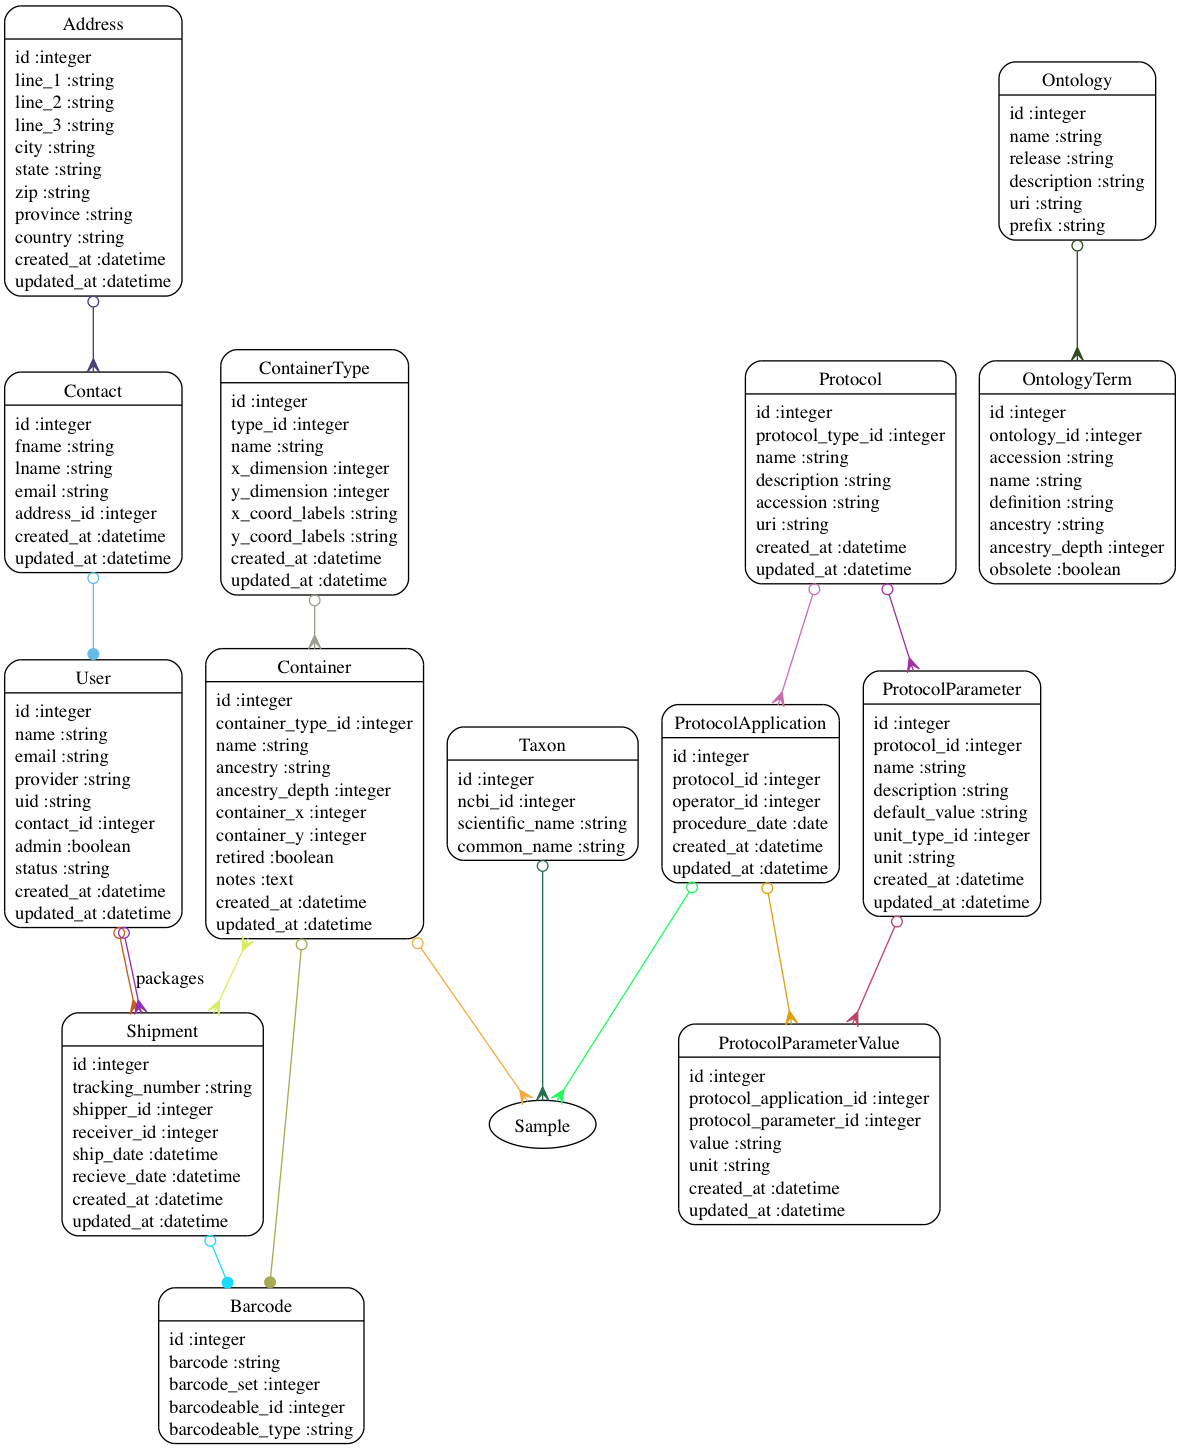 Address
id :integer
line_1 :string
line_2 :string
line_3 :string
city :string
state :string
zip :string
province :string
country :string
created_at :datetime
updated_at :datetime
Ontology
id :integer
name :string
release :string
description :string
uri :string
prefix :string
Contact
id :integer
fname :string
lname :string
email :string
address_id :integer
created_at :datetime
updated_at :datetime
ContainerType
id :integer
type_id :integer
name :string
x_dimension :integer
y_dimension :integer
x_coord_labels :string
y_coord_labels :string
created_at :datetime
updated_at :datetime
Protocol
id :integer
protocol_type_id :integer
name :string
description :string
accession :string
uri :string
created_at :datetime
updated_at :datetime
OntologyTerm
id :integer
ontology_id :integer
accession :string
name :string
definition :string
ancestry :string
ancestry_depth :integer
obsolete :boolean
User
id :integer
name :string
email :string
provider :string
uid :string
contact_id :integer
admin :boolean
status :string
created_at :datetime
updated_at :datetime
Container
id :integer
container_type_id :integer
name :string
ancestry :string
ancestry_depth :integer
container_x :integer
container_y :integer
retired :boolean
notes :text
created_at :datetime
updated_at :datetime
Taxon
id :integer
ncbi_id :integer
scientific_name :string
common_name :string
ProtocolApplication
id :integer
protocol_id :integer
operator_id :integer
procedure_date :date
created_at :datetime
updated_at :datetime
ProtocolParameter
id :integer
protocol_id :integer
name :string
description :string
default_value :string
unit_type_id :integer
unit :string
created_at :datetime
updated_at :datetime
packages
Shipment
id :integer
tracking_number :string
shipper_id :integer
receiver_id :integer
ship_date :datetime
recieve_date :datetime
created_at :datetime
updated_at :datetime
Sample
ProtocolParameterValue
id :integer
protocol_application_id :integer
protocol_parameter_id :integer
value :string
unit :string
created_at :datetime
updated_at :datetime
Barcode
id :integer
barcode :string
barcode_set :integer
barcodeable_id :integer
barcodeable_type :string